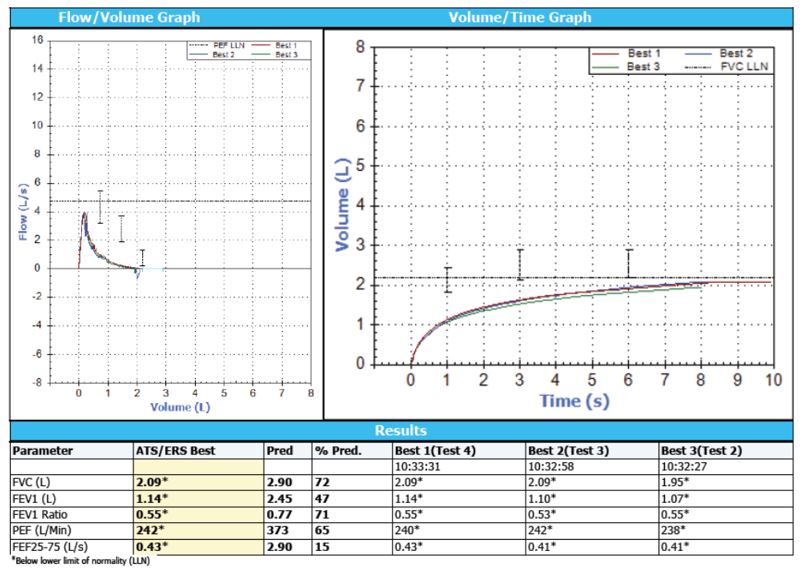 Flow/Volume Graph
Volume/Time Graph
PEF LLN
Best 1
Best 2
Best 3
16
14
12
10
8
6
4
2
0
-2
-4
-6
-8
0 1 2 3 4 5 6 7 8
Flow (L/s)
Volume (L)
Best 1
Best 2
Best 3
FVC LLN
8
7
6
5
4
3
2
1
0
0 1 2 3 4 5 6 7 8 9 10
Volume (L)
Time (s)
Results
Parameter ATS/ERS Best Pred % Pred. Best 1(Test 4) Best 2(Test 3) Best 3(Test 2)
10:33:31 10:32:58 10:32:27
FVC (L) 2.09* 2.90 72 2.09* 2.09* 1.95*
FEV1 (L) 1.14* 2.45 47 1.14* 1.10* 1.07*
FEV1 Ratio 0.55* 0.77 71 0.55* 0.53* 0.55*
PEF (L/Min) 242* 373 65 240* 242* 238*
FEF25-75 (L/s) 0.43* 2.90 15 0.43* 0.41* 0.41*
*Below lower limit of normality (LLN)